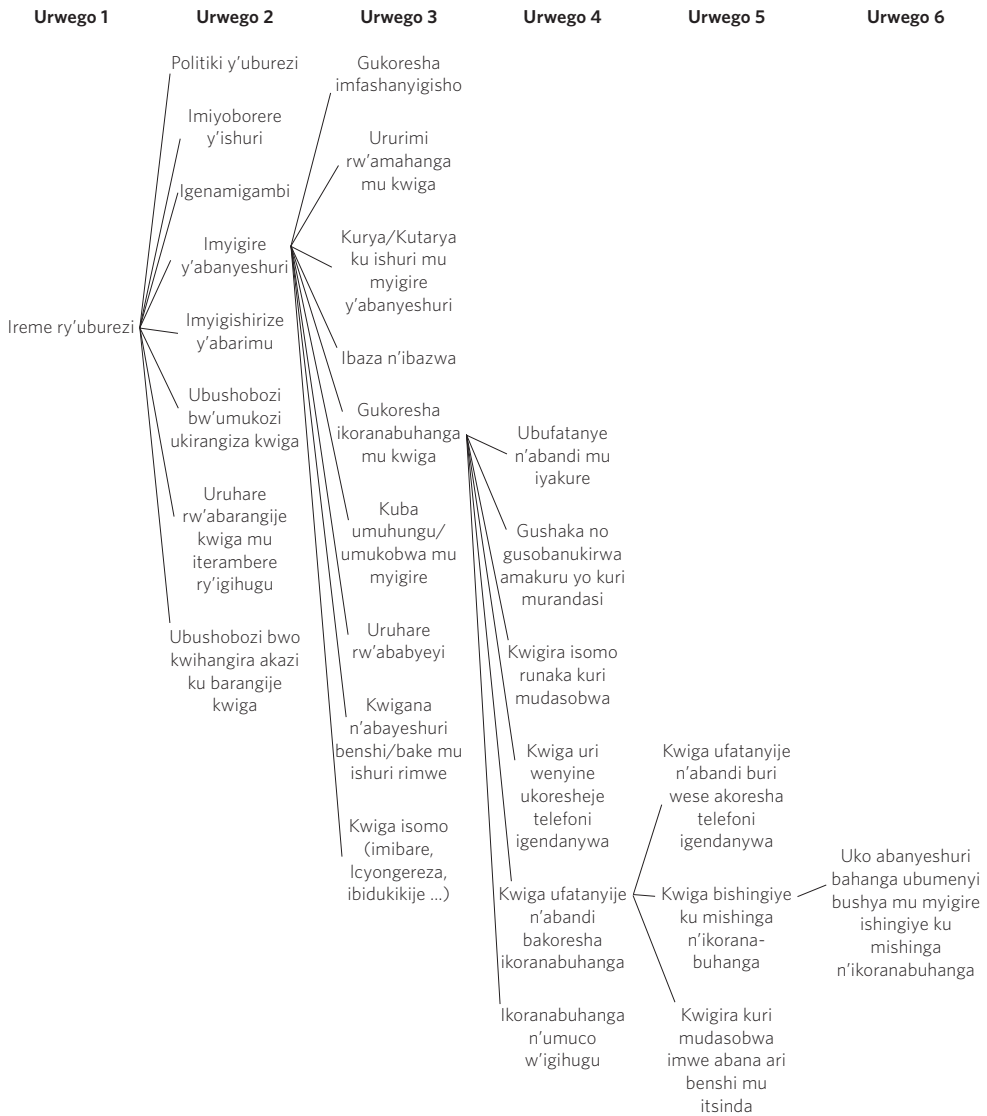 Urwego 1 Urwego 2 Urwego 3 Urwego 4 Urwego 5 Urwego 6
Ireme ry'uburezi
Politiki y'uburezi
Imiyoborere
y'ishuri
Igenamigambi
Imyigire
y'abanyeshuri
Imyigishirize
y'abarimu
Ubushobozi
bw'umukozi
ukirangiza kwiga
Uruhare
rw'abarangije
kwiga mu
iterambere
ry'igihugu
Ubushobozi bwo
kwihangira akazi
ku barangije
kwiga
Gukoresha
imfashanyigisho
Ururimi
rw'amahanga
mu kwiga
Kurya/Kutarya
ku ishuri mu
myigire
y'abanyeshuri
Ibaza n'ibazwa
Gukoresha
ikoranabuhanga
mu kwiga
Kuba
umuhungu/
umukobwa mu
myigire
Uruhare
rw'ababyeyi
Kwigana
n'abayeshuri
benshi/bake mu
ishuri rimwe
Kwiga isomo
(imibare,
Icyongereza,
ibidukikije ...)
Ubufatanye
n'abandi mu
iyakure
Gushaka no
gusobanukirwa
amakuru yo kuri
murandasi
Kwigira isomo
runaka kuri
mudasobwa
Kwiga uri
wenyine
ukoresheje
telefoni
igendanywa
Kwiga ufatanyije
n'abandi
bakoresha
ikoranabuhanga
Ikoranabuhanga
n'umuco
w'igihugu
Kwiga ufatanyije
n'abandi buri
wese akoresha
telefoni
igendanywa
Kwiga bishingiye
ku mishinga
n'ikorana-
buhanga
Kwigira kuri
mudasobwa
imwe abana ari
benshi mu
itsinda
Uko abanyeshuri
bahanga ubumenyi
bushya mu myigire
ishingiye ku
mishinga
n'ikoranabuhanga